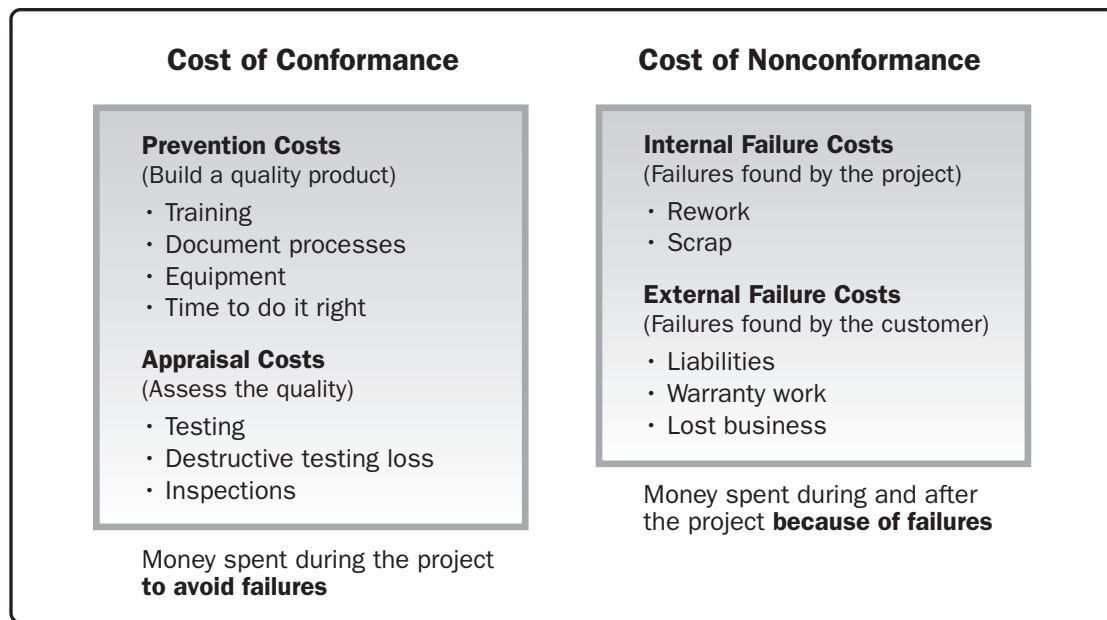 Cost of Conformance
Prevention Costs
(Build a quality product)
• Training
• Document processes
• Equipment
• Time to do it right
Appraisal Costs
(Assess the quality)
• Testing
• Destructive testing loss
• Inspections
Money spent during the project
to avoid failures
Cost of Nonconformance
Internal Failure Costs
(Failures found by the project)
• Rework
• Scrap
External Failure Costs
(Failures found by the customer)
• Liabilities
• Warranty work
• Lost business
Money spent during and after
the project because of failures